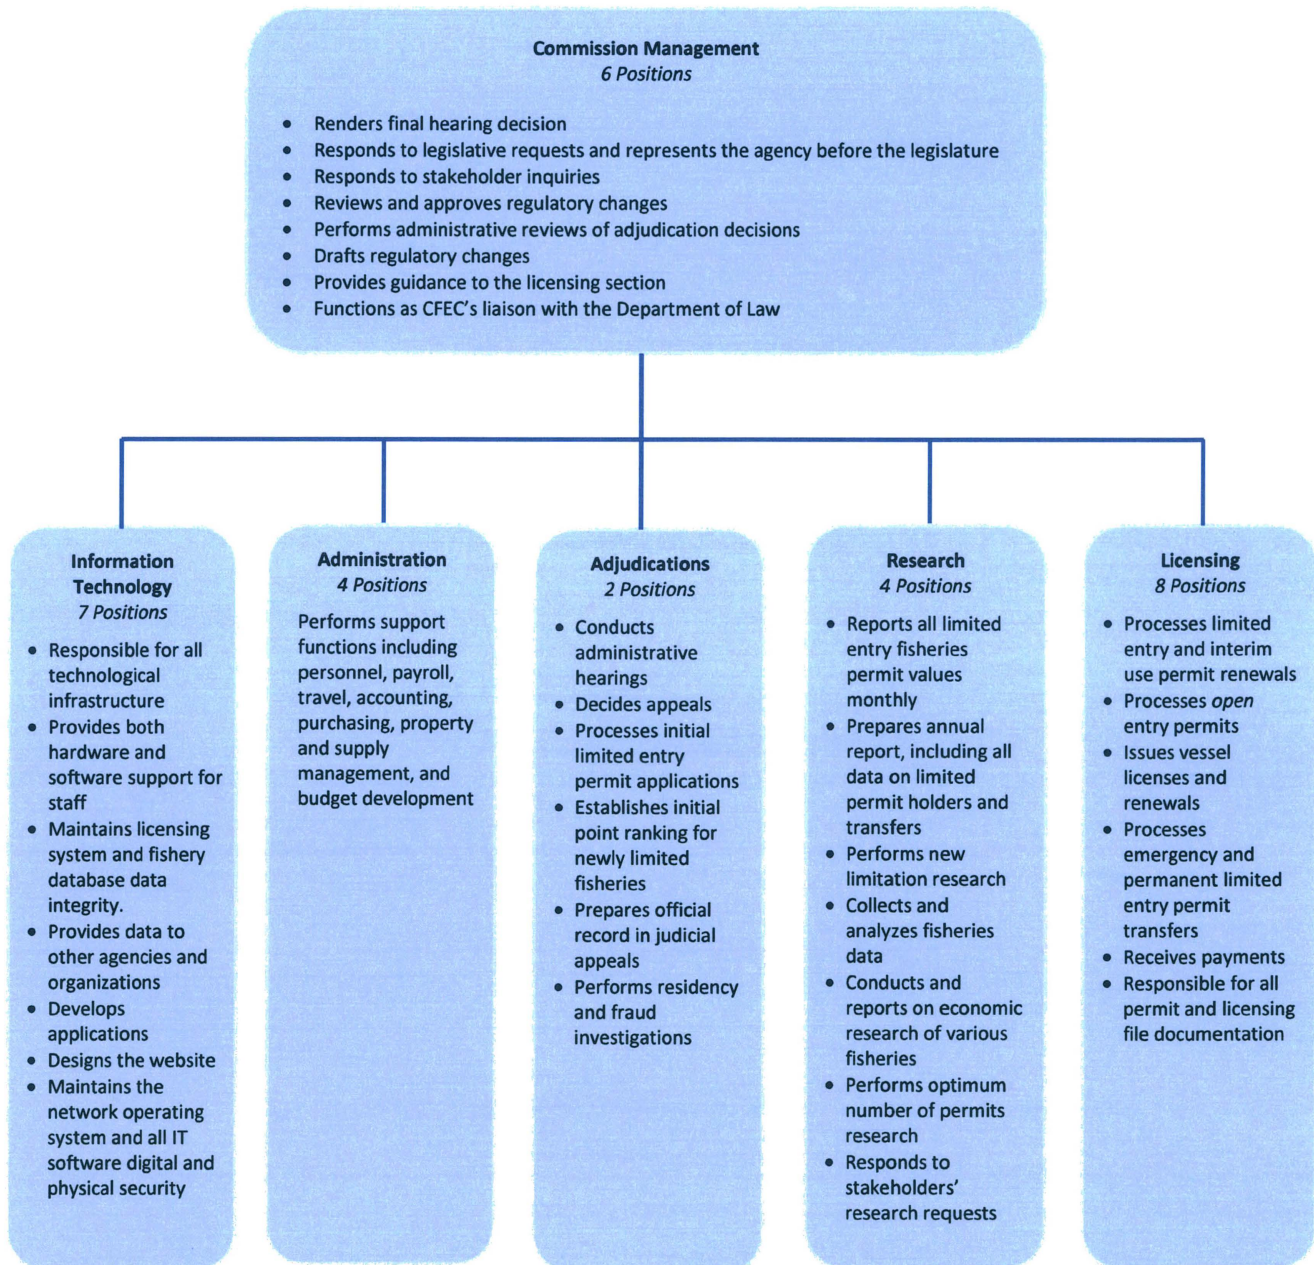 Commission Management
6 Positions
• Renders final hearing decision
• Responds to legislative requests and represents the agency before the legislature
• Responds to stakeholder inquiries
• Reviews and approves regulatory changes
• Performs administrative reviews of adjudication decisions
• Drafts regulatory changes
• Provides guidance to the licensing section
• Functions as CFEC's liaison with the Department of Law
Information
Technology
7 Positions
• Responsible for all
technological
infrastructure
• Provides both
hardware and
software support for
staff
• Maintains licensing
system and fishery
database data
integrity.
• Provides data to
other agencies and
organizations
• Develops
applications
• Designs the website
• Maintains the
network operating
system and all IT
software digital and
physical security
Administration
4 Positions
Performs support
functions including
personnel, payroll,
travel, accounting,
purchasing, property
and supply
management, and
budget development
Adjudications
2 Positions
• Conducts
administrative
hearings
• Decides appeals
• Processes initial
limited entry
permit applications
• Establishes initial
point ranking for
newly limited
fisheries
• Prepares official
record in judicial
appeals
• Performs residency
and fraud
investigations
Research
4 Positions
• Reports all limited
entry fisheries
permit values
monthly
• Prepares annual
report, including all
data on limited
permit holders and
transfers
• Performs new
limitation research
• Collects and
analyzes fisheries
data
• Conducts and
reports on economic
research of various
fisheries
• Performs optimum
number of permits
research
• Responds to
stakeholders'
research requests
Licensing
8 Positions
• Processes limited
entry and interim
use permit renewals
• Processes open
entry permits
• Issues vessel
licenses and
renewals
• Processes
emergency and
permanent limited
entry permit
transfers
• Receives payments
• Responsible for all
permit and licensing
file documentation